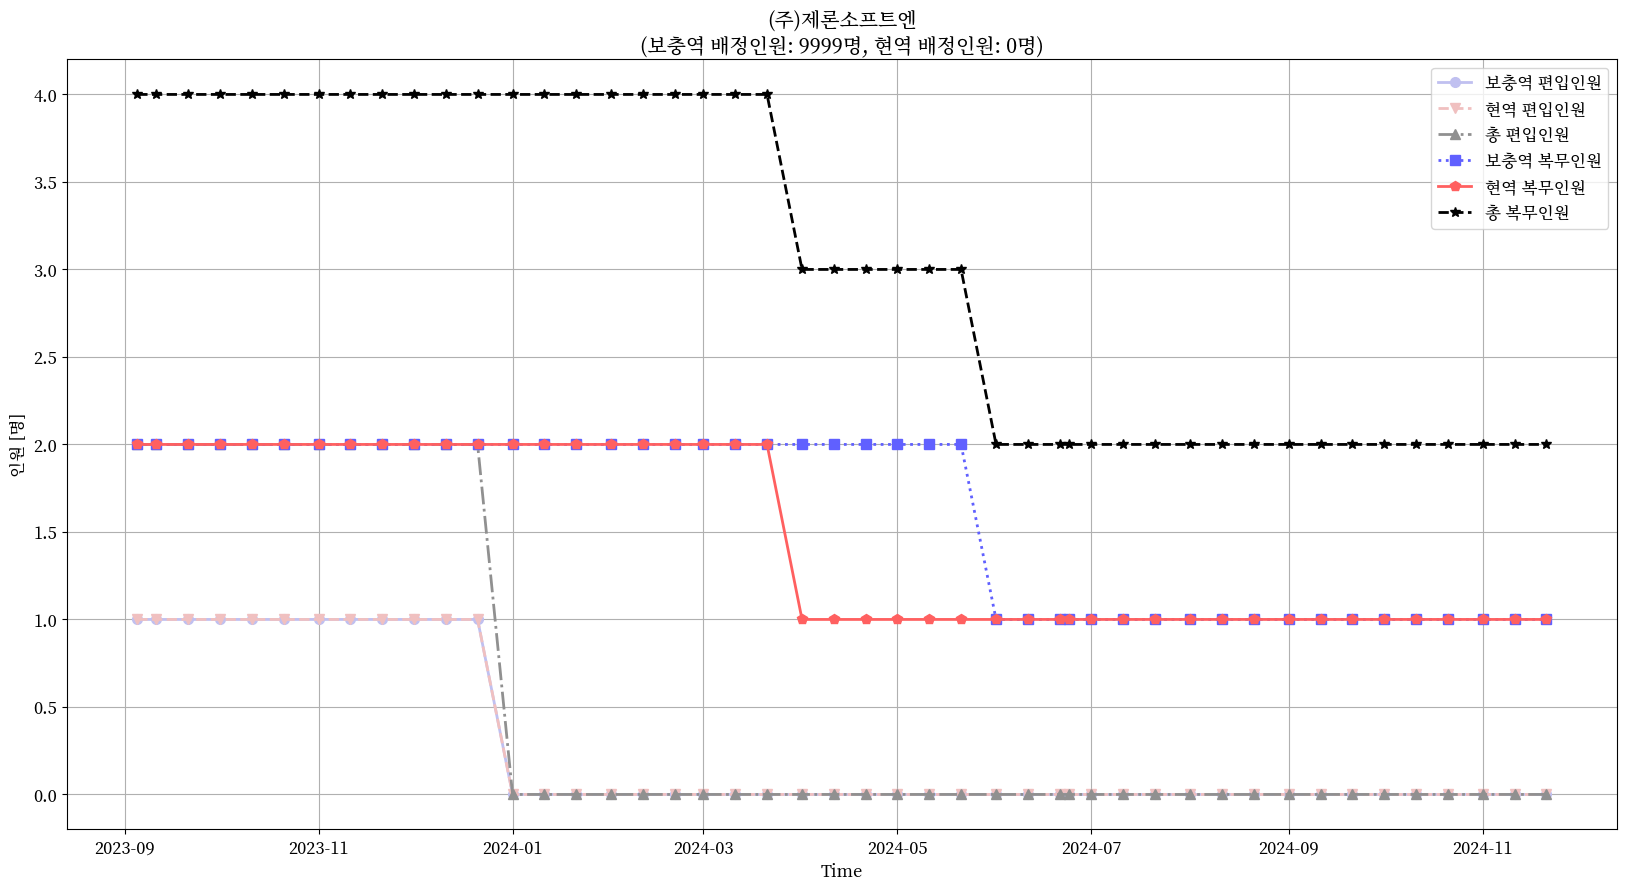 (주)제론소프트엔
(보충역 배정인원: 9999명, 현역 배정인원: 0명)
보충역 편입인원
현역 편입인원
총 편입인원
보충역 복무인원
현역 복무인원
총 복무인원
인원 [명]
4.0
3.5
3.0
2.5
2.0
1.5
1.0
0.5
0.0
2023-09 2023-11 2024-01 2024-03 2024-05 2024-07 2024-09 2024-11
Time